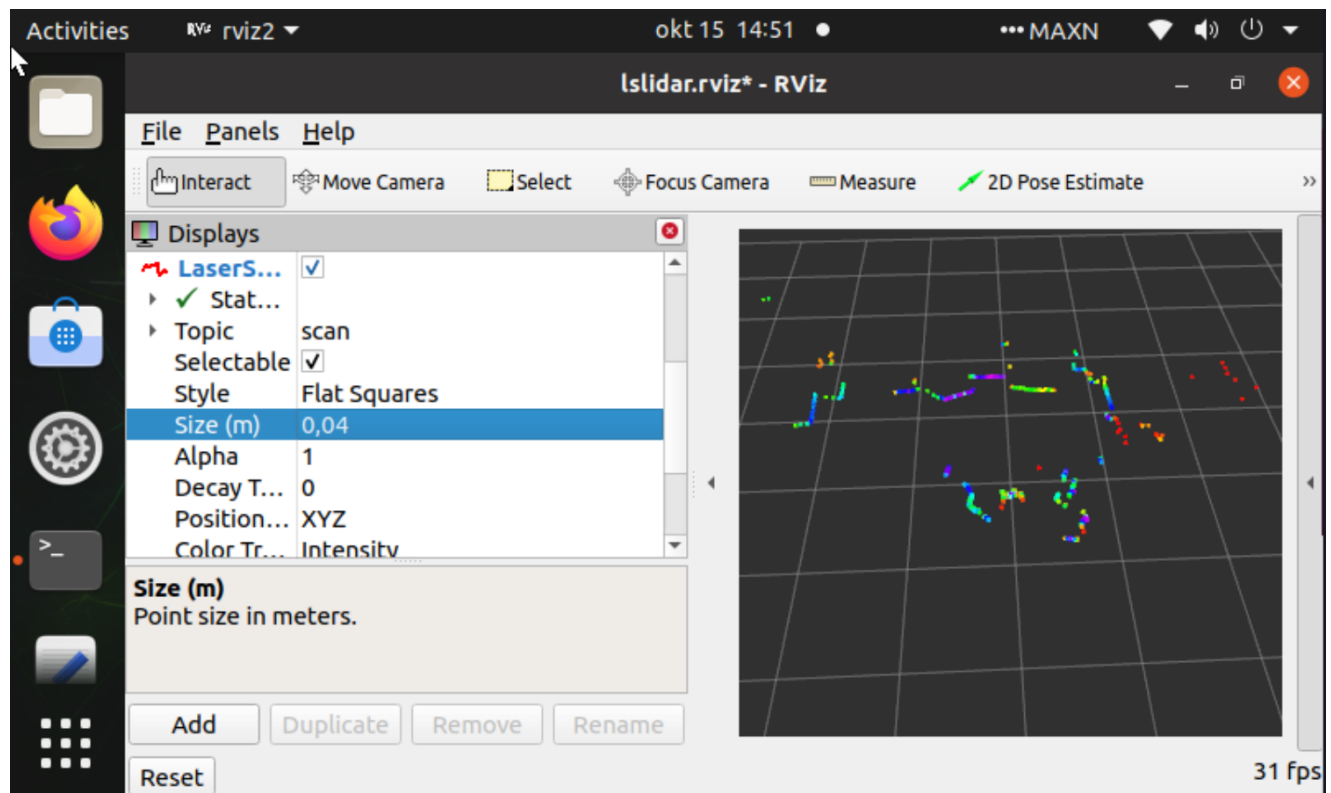 Activities RViz rviz2 okt 15 14:51 MAXN
lslidar.rviz* - RViz
File Panels Help
Interact Move Camera Select Focus Camera Measure 2D Pose Estimate »
Displays
LaserS... 
Stat...
Topic scan
Selectable
Style Flat Squares
Size (m) 0,04
Alpha 1
Decay T... 0
Position... XYZ
Color Tr... Intensity
Size (m)
Point size in meters.
Add Duplicate Remove Rename
Reset
31 fps